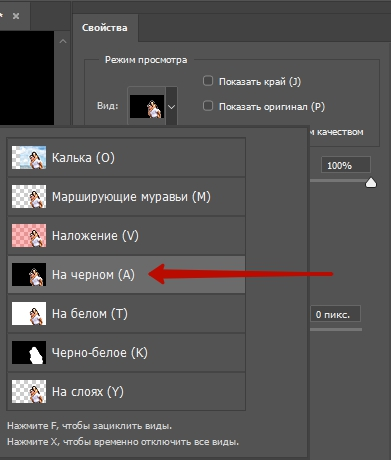 * ×
Свойства
Режим просмотра
Показать край (J)
Вид:
Показать оригинал (P)
м качеством
Калька (O)
100%
Марширующие муравьи (M)
Наложение (V)
На черном (A)
На белом (T)
0 пикс.
Черно-белое (K)
На слоях (Y)
Нажмите F, чтобы зациклить виды.
Нажмите X, чтобы временно отключить все виды.